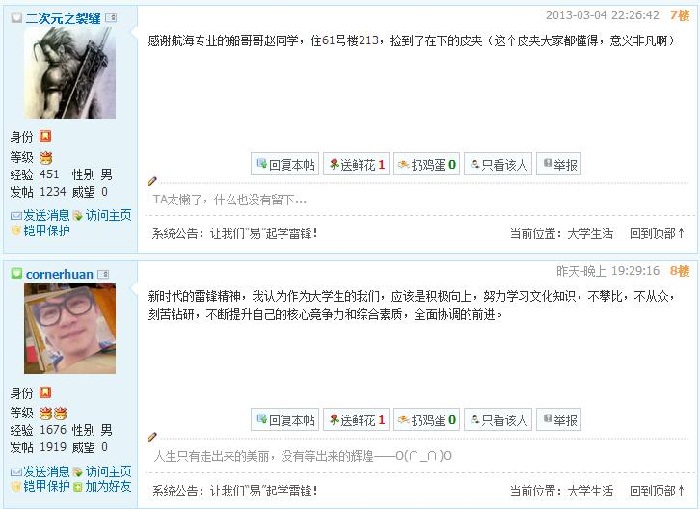 二次元之裂缝
2013-03-04 22:26:42 7楼
感谢航海专业的船哥哥赵同学，住61号楼213，捡到了在下的皮夹（这个皮夹大家都懂得，意义非凡啊）
身份
等级
经验 451 性别 男
发帖 1234 威望 0
发送消息 访问主页
铠甲保护
回复本帖 送鲜花 1 扔鸡蛋 0 只看该人 举报
TA太懒了，什么也没有留下...
系统公告：让我们"易"起学雷锋！ 当前位置：大学生活 回到顶部↑
cornerhuan
昨天-晚上 19:29:16 8楼
新时代的雷锋精神，我认为作为大学生的我们，应该是积极向上，努力学习文化知识，不攀比，不从众，
刻苦钻研，不断提升自己的核心竞争力和综合素质，全面协调的前进。
身份
等级
经验 1676 性别 男
发帖 1919 威望 0
发送消息 访问主页
铠甲保护 加为好友
回复本帖 送鲜花 1 扔鸡蛋 0 只看该人 举报
人生只有走出来的美丽，没有等出来的辉煌——O(∩_∩)O
系统公告：让我们"易"起学雷锋！ 当前位置：大学生活 回到顶部↑